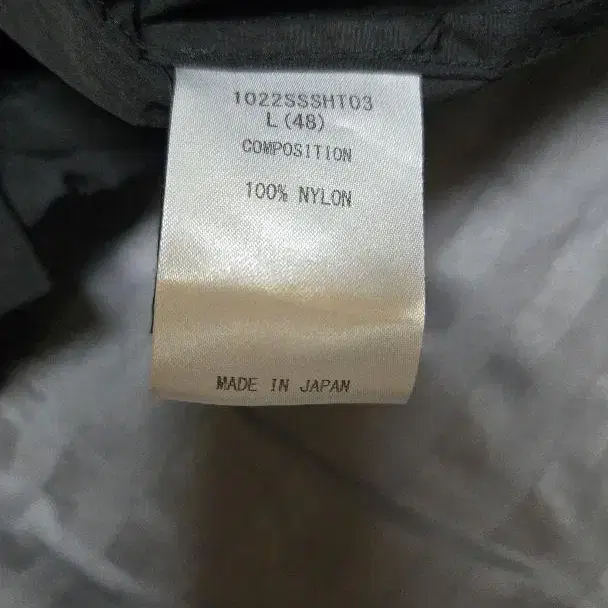 1022SSSHT03
L(48)
COMPOSITION
100% NYLON
MADE IN JAPAN